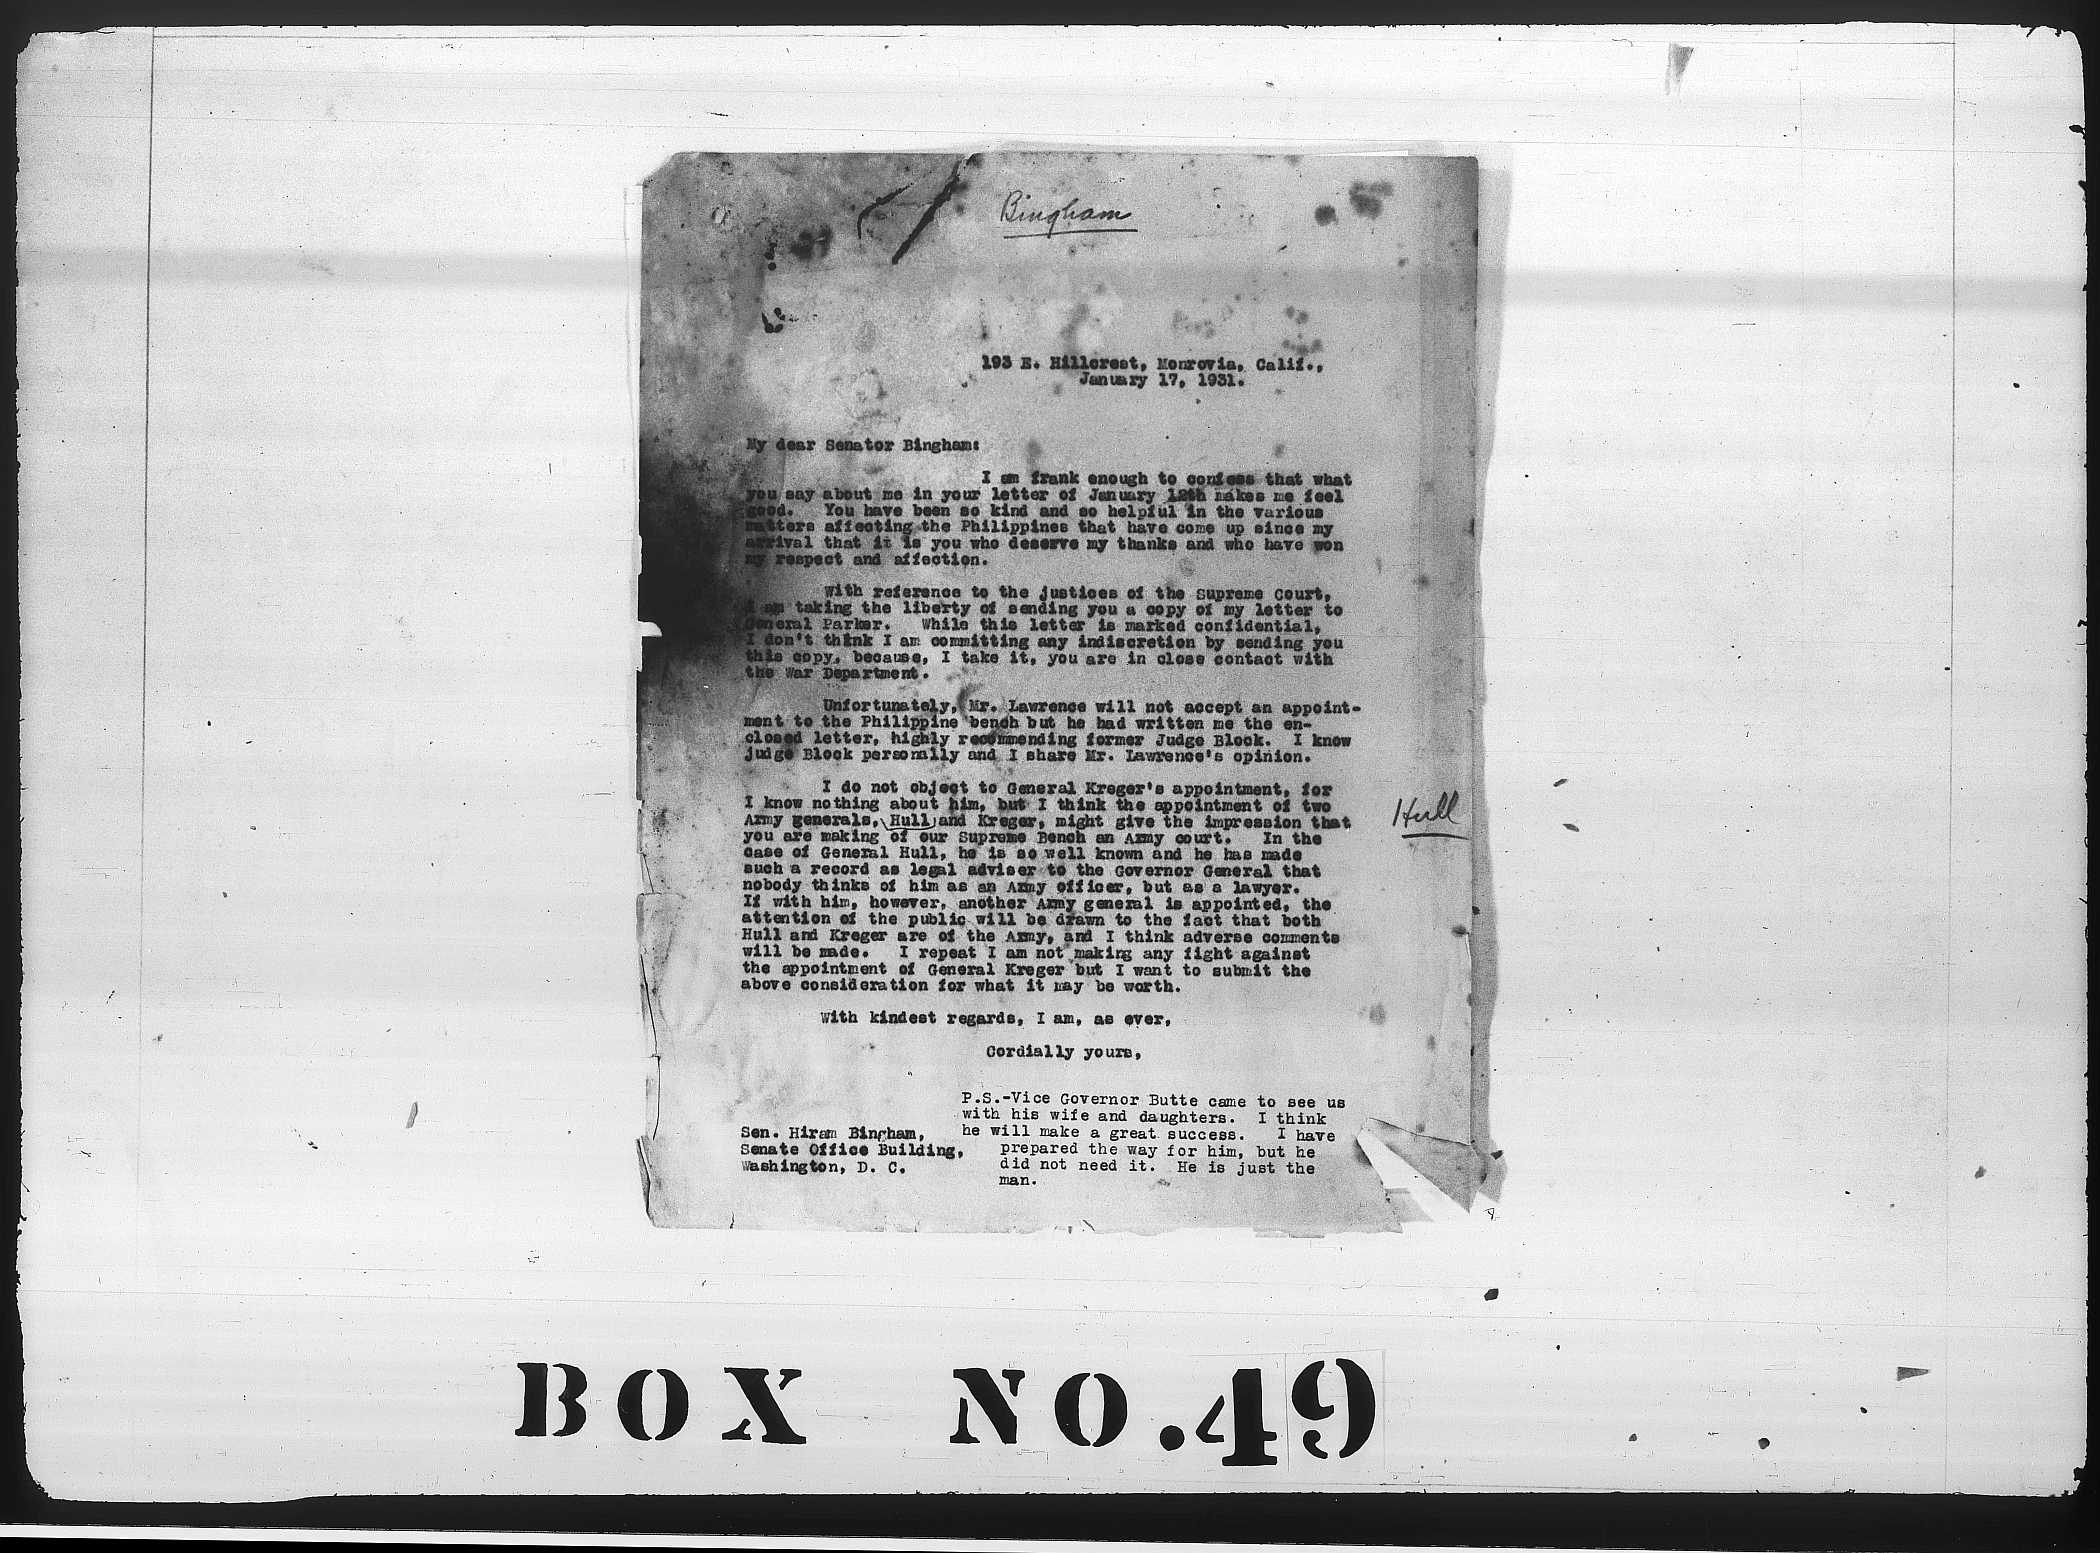 Bingham
193 E. Hillcrest, Monrovia, Calif.,
January 17, 1931.
My dear Senator Bingham:
I am frank enough to confess that what
you say about me in your letter of January 12th makes me feel
good. You have been so kind and so helpful in the various
matters affecting the Philippines that have come up since my
arrival that it is you who deserve my thanks and who have won
my respect and affection.
With reference to the justices of the Supreme Court,
I am taking the liberty of sending you a copy of my letter to
General Parker. While this letter is marked confidential,
I don't think I am committing any indiscretion by sending you
this copy, because, I take it, you are in close contact with
the War Department.
Unfortunately, Mr. Lawrence will not accept an appoint-
ment to the Philippine bench but he had written me the en-
closed letter, highly recommending former Judge Block. I know
judge Block personally and I share Mr. Lawrence's opinion.
I do not object to General Kreger's appointment, for
I know nothing about him, but I think the appointment of two
Army generals, Hull and Kreger, might give the impression that
Hull
you are making of our Supreme Bench an Army court. In the
case of General Hull, he is so well known and he has made
such a record as legal adviser to the Governor General that
nobody thinks of him as an Army officer, but as a lawyer.
If with him, however, another Army general is appointed, the
attention of the public will be drawn to the fact that both
Hull and Kreger are of the Army, and I think adverse comments
will be made. I repeat I am not making any fight against
the appointment of General Kreger but I want to submit the
above consideration for what it may be worth.
With kindest regards, I am, as ever,
Cordially yours,
P.S.-Vice Governor Butte came to see us
with his wife and daughters. I think
he will make a great success. I have
prepared the way for him, but he
did not need it. He is just the
man.
Sen. Hiram Bingham,
Senate Office Building,
Washington, D. C.
BOX NO.49